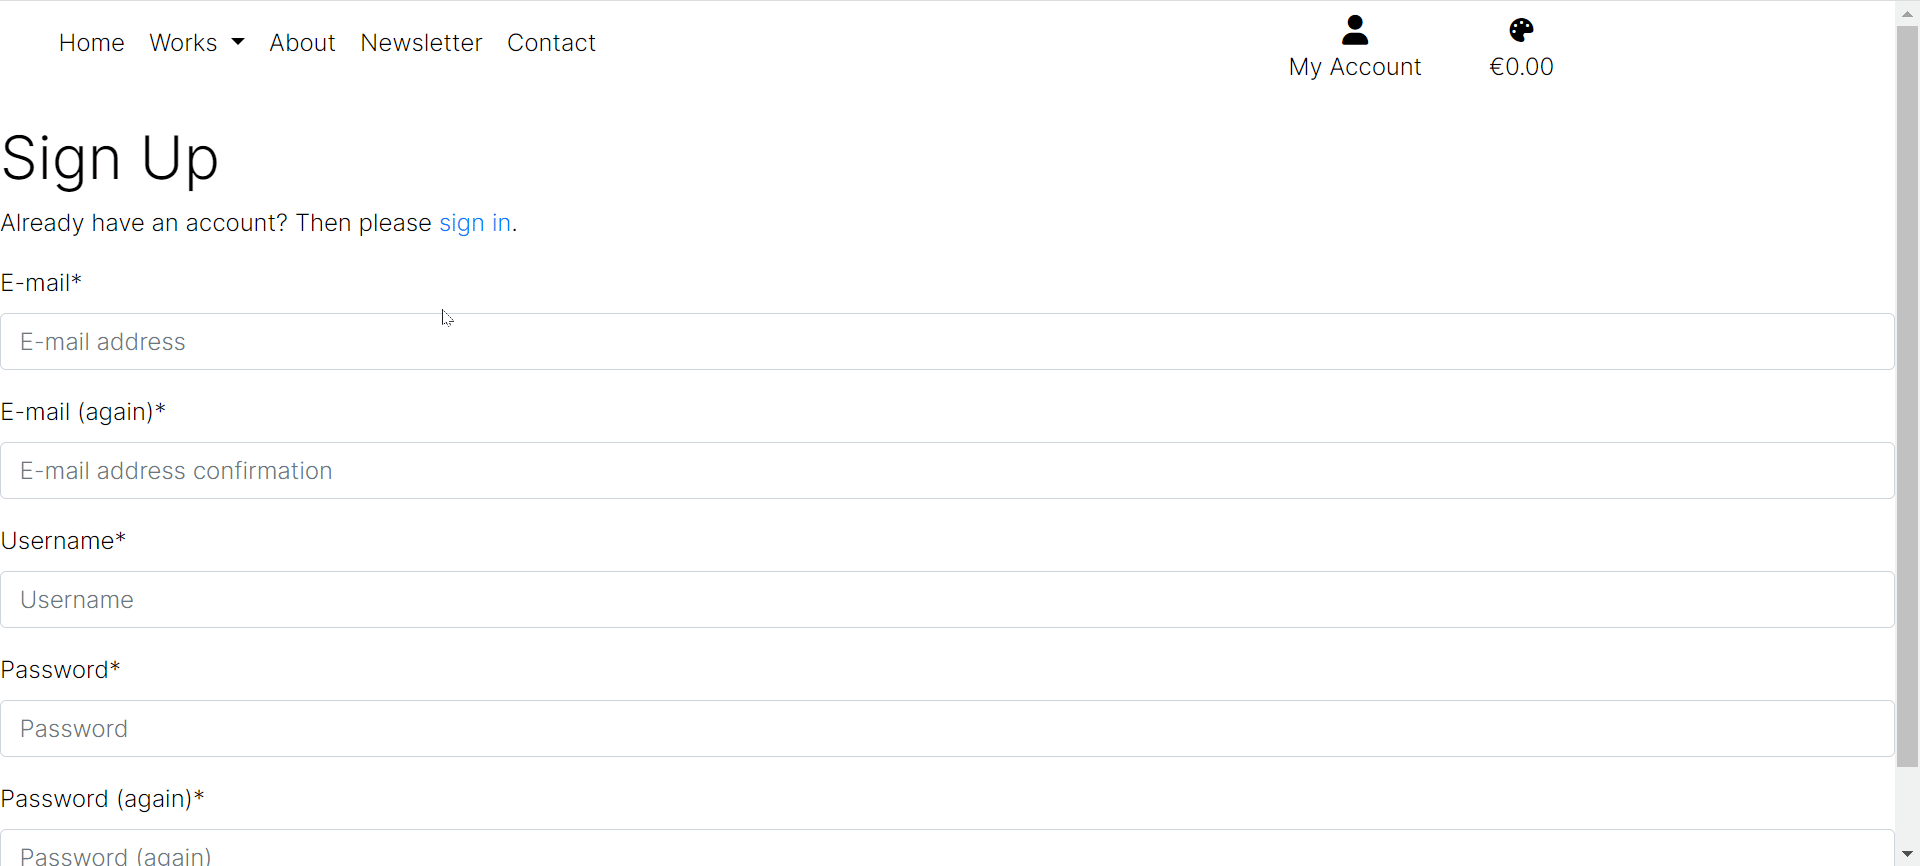 Home Works About Newsletter Contact
My Account €0.00
Sign Up
Already have an account? Then please sign in.
E-mail*
E-mail address
E-mail (again)*
E-mail address confirmation
Username*
Username
Password*
Password
Password (again)*
Password (again)